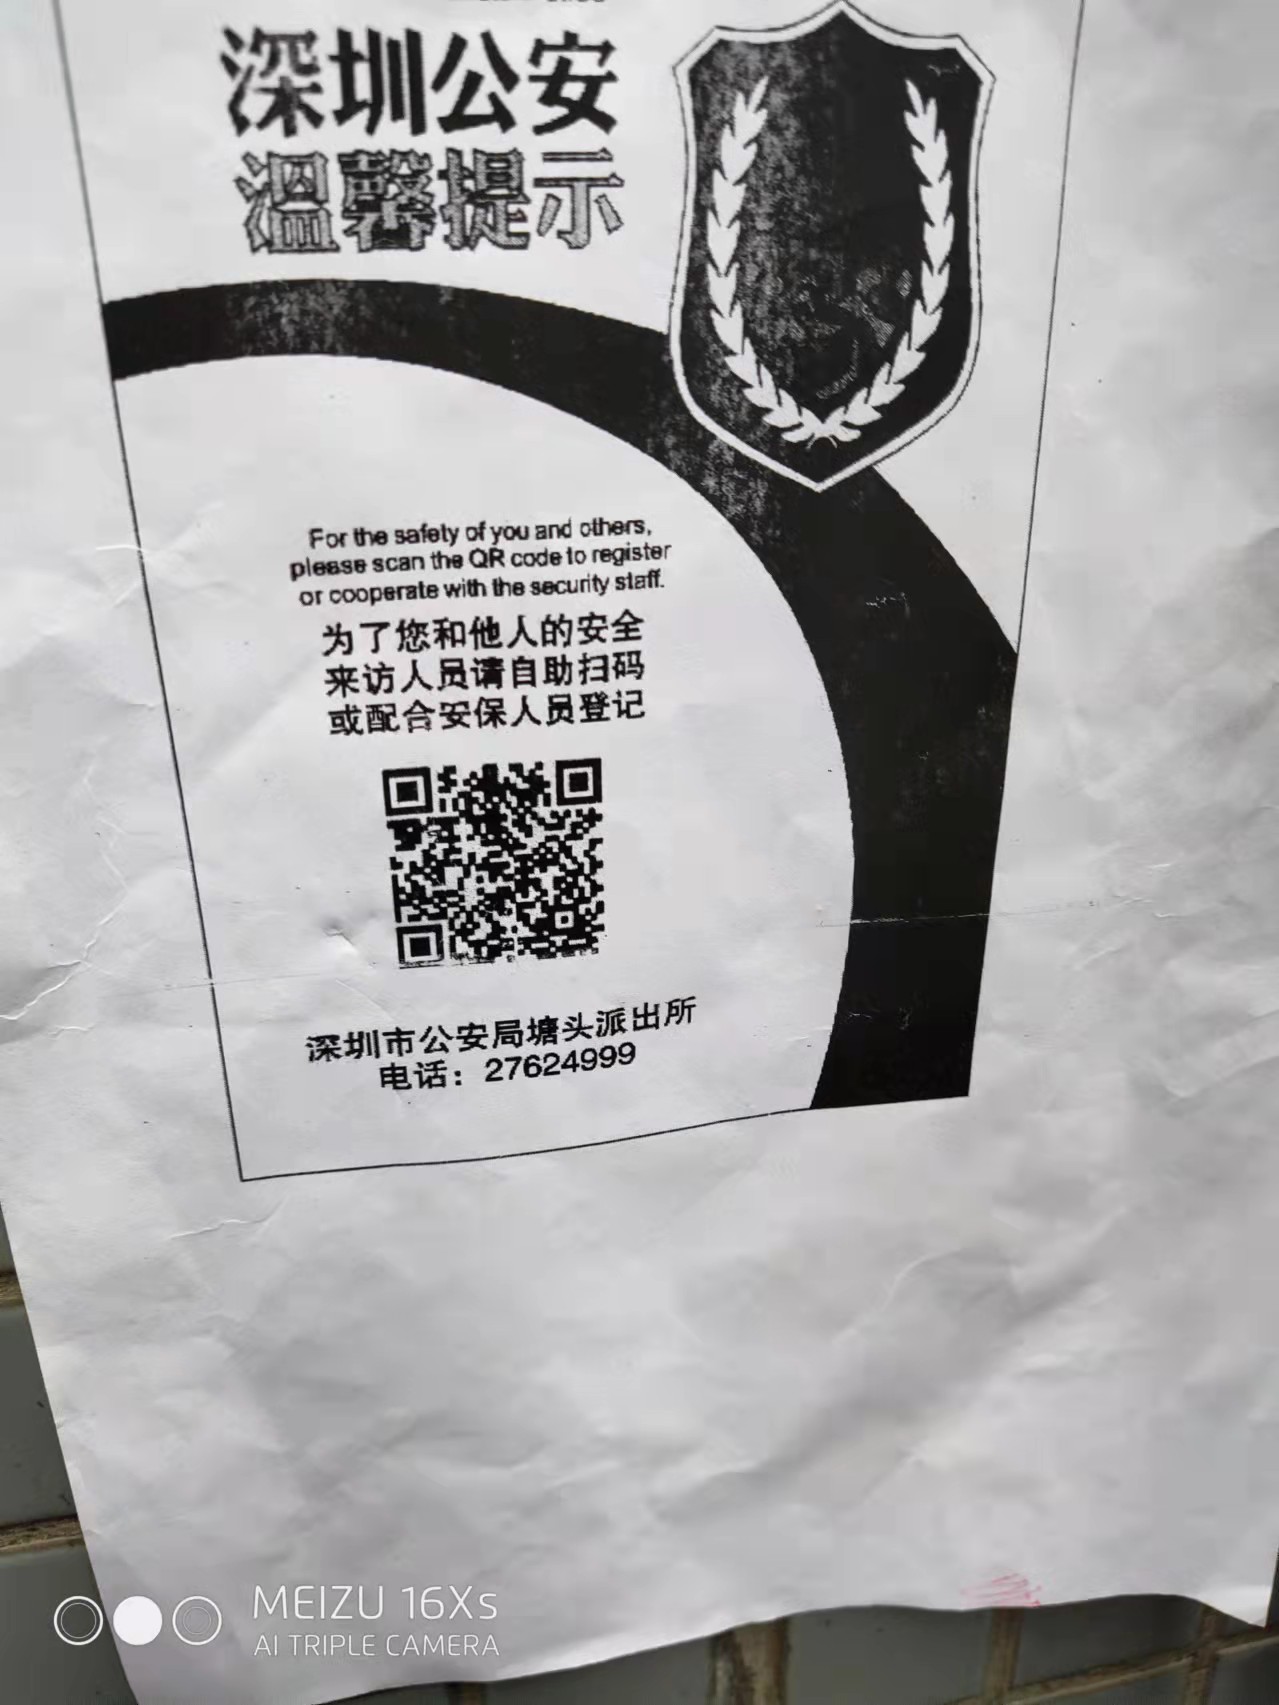 深圳公安
温馨提示
For the safety of you and others,
please scan the QR code to register
or cooperate with the security staff.
为了您和他人的安全
来访人员请自助扫码
或配合安保人员登记
深圳市公安局塘头派出所
电话：27624999
MEIZU 16Xs
AI TRIPLE CAMERA